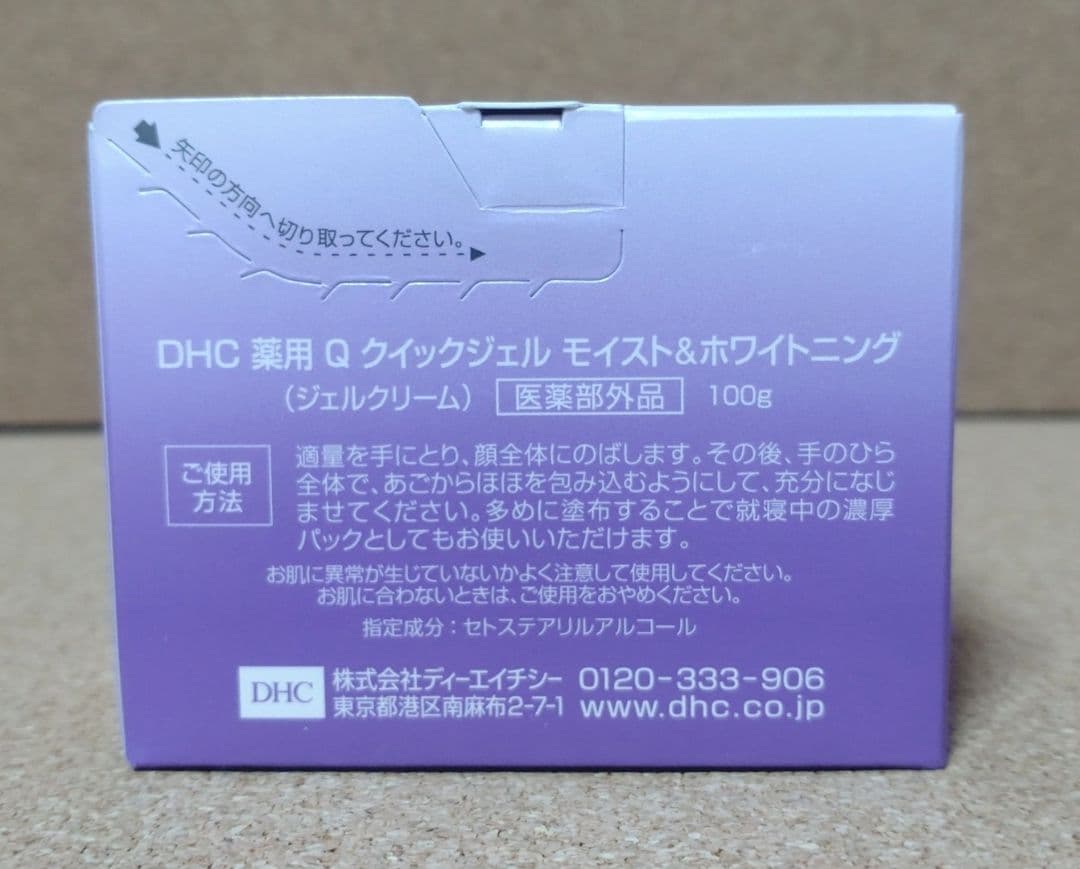 矢印の方向へ切り取ってください。
DHC 薬用 Q クイックジェル モイスト&ホワイトニング
（ジェルクリーム） 医薬部外品 100g
ご使用
方法
適量を手にとり、顔全体にのばします。その後、手のひら
全体で、あごからほほを包み込むようにして、充分になじ
ませてください。多めに塗布することで就寝中の濃厚
パックとしてもお使いいただけます。
お肌に異常が生じていないかよく注意して使用してください。
お肌に合わないときは、ご使用をおやめください。
指定成分：セトステアリルアルコール
DHC
株式会社ディーエイチシー 0120-333-906
東京都港区南麻布2-7-1 www.dhc.co.jp